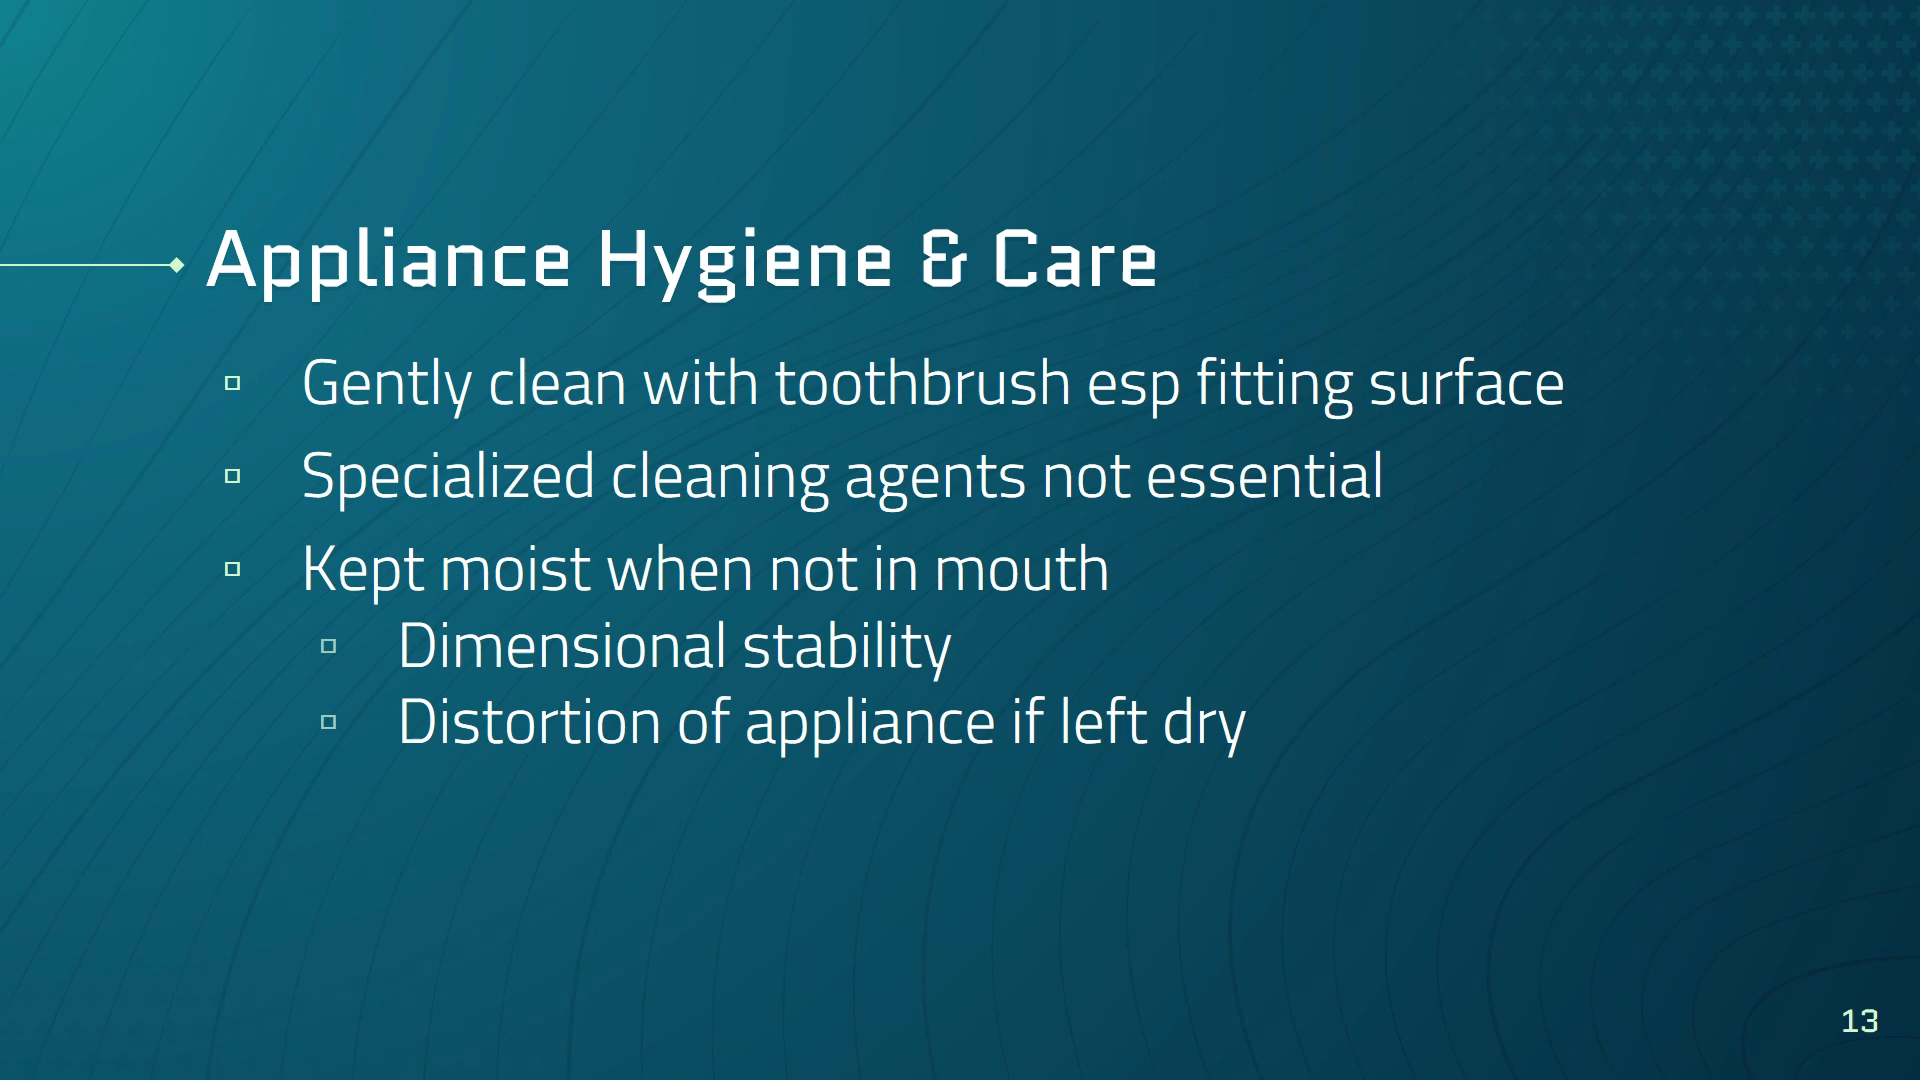 Appliance Hygiene & Care
Gently clean with toothbrush esp fitting surface
Specialized cleaning agents not essential
Kept moist when not in mouth
Dimensional stability
Distortion of appliance if left dry
13